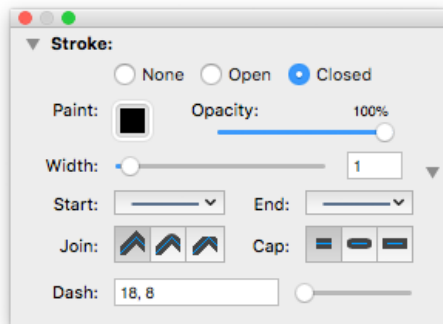 Stroke:
None Open Closed
Paint: Opacity: 100%
Width: 1
Start: End:
Join: Cap:
Dash: 18, 8